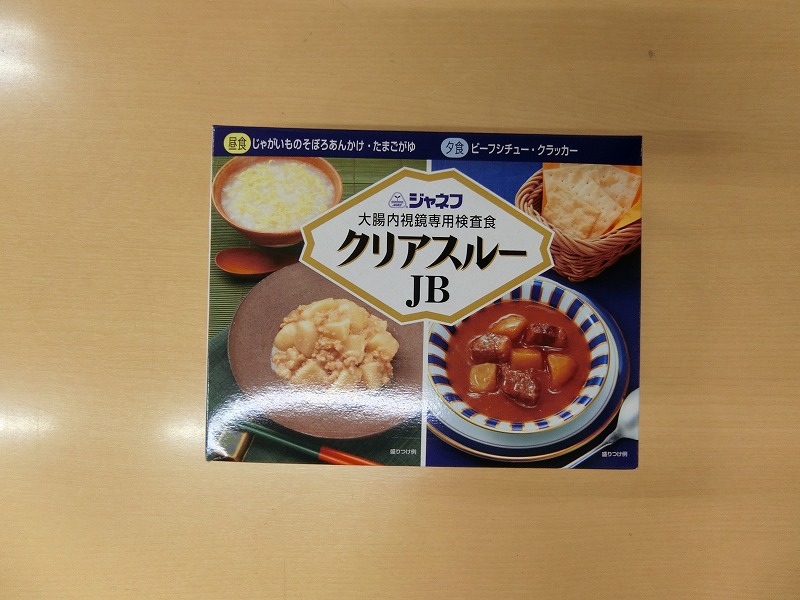 昼食 じゃがいものそぼろあんかけ・たまごがゆ
夕食 ビーフシチュー・クラッカー
ジャネフ
大腸内視鏡専用検査食
クリアスルー
JB
盛りつけ例
盛りつけ例